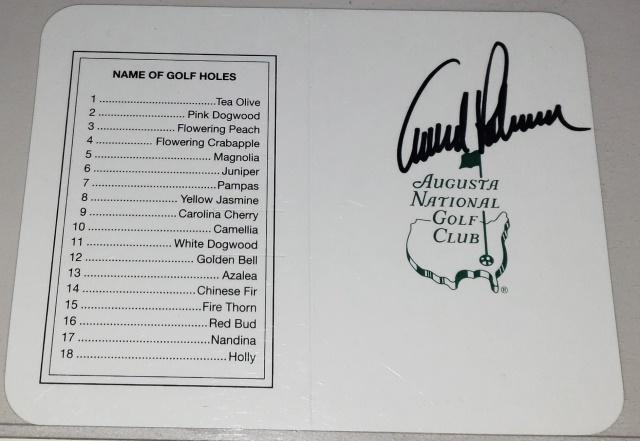 NAME OF GOLF HOLES
1 ..............................Tea Olive
2 ........................Pink Dogwood
3 ......................Flowering Peach
4 ................Flowering Crabapple
5 ..............................Magnolia
6 ..................................Juniper
7 ..................................Pampas
8 ........................Yellow Jasmine
9 ......................Carolina Cherry
10 ................................Camellia
11 ........................White Dogwood
12 ............................Golden Bell
13 ..................................Azalea
14 ............................Chinese Fir
15 ..............................Fire Thorn
16 ................................Red Bud
17 ................................Nandina
18 ....................................Holly
Arnold Palmer
AUGUSTA
NATIONAL
GOLF
CLUB
®